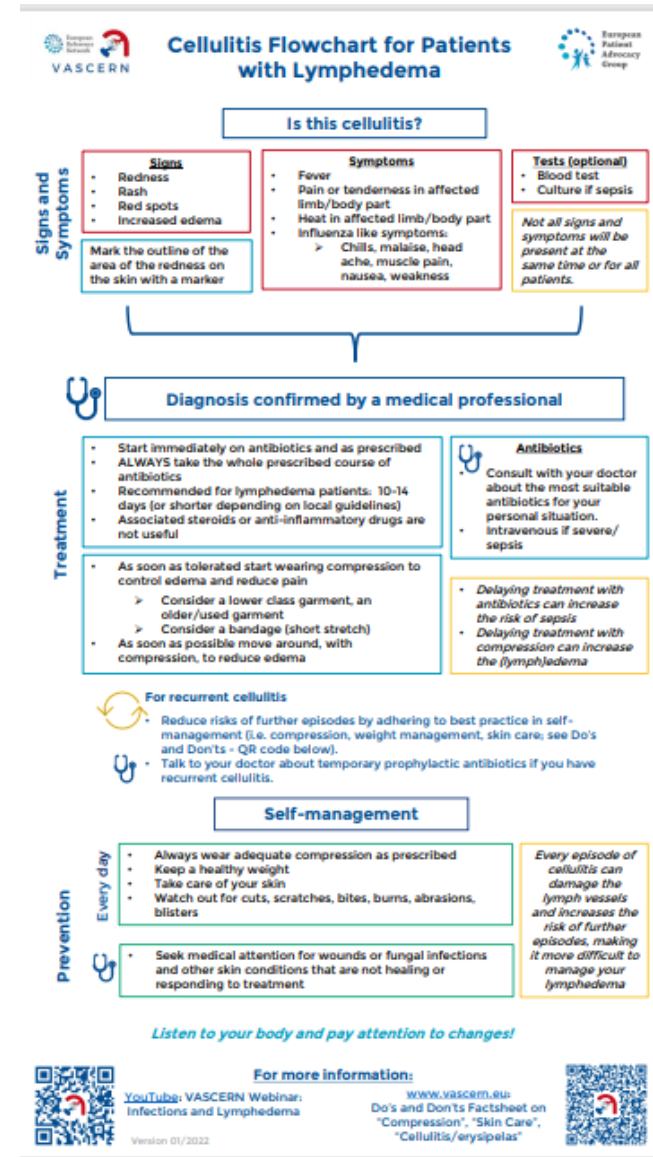 European
Reference
Network
VASCERN
Cellulitis Flowchart for Patients
with Lymphedema
European
Patient
Advocacy
Group
Is this cellulitis?
Signs and
Symptoms
Signs
• Redness
• Rash
• Red spots
• Increased edema
Mark the outline of the
area of the redness on
the skin with a marker
Symptoms
• Fever
• Pain or tenderness in affected
limb/body part
• Heat in affected limb/body part
• Influenza like symptoms:
➢ Chills, malaise, head
ache, muscle pain,
nausea, weakness
Tests (optional)
• Blood test
• Culture if sepsis
Not all signs and
symptoms will be
present at the
same time or for all
patients.
Diagnosis confirmed by a medical professional
Treatment
• Start immediately on antibiotics and as prescribed
• ALWAYS take the whole prescribed course of
antibiotics
• Recommended for lymphedema patients: 10-14
days (or shorter depending on local guidelines)
• Associated steroids or anti-inflammatory drugs are
not useful
Antibiotics
• Consult with your doctor
about the most suitable
antibiotics for your
personal situation.
• Intravenous if severe/
sepsis
• As soon as tolerated start wearing compression to
control edema and reduce pain
➢ Consider a lower class garment, an
older/used garment
➢ Consider a bandage (short stretch)
• As soon as possible move around, with
compression, to reduce edema
• Delaying treatment with
antibiotics can increase
the risk of sepsis
• Delaying treatment with
compression can increase
the (lymph)edema
For recurrent cellulitis
• Reduce risks of further episodes by adhering to best practice in self-
management (i.e. compression, weight management, skin care; see Do's
and Don'ts - QR code below).
• Talk to your doctor about temporary prophylactic antibiotics if you have
recurrent cellulitis.
Self-management
Prevention
Every day
• Always wear adequate compression as prescribed
• Keep a healthy weight
• Take care of your skin
• Watch out for cuts, scratches, bites, burns, abrasions,
blisters
• Seek medical attention for wounds or fungal infections
and other skin conditions that are not healing or
responding to treatment
Every episode of
cellulitis can
damage the
lymph vessels
and increases the
risk of further
episodes, making
it more difficult to
manage your
lymphedema
Listen to your body and pay attention to changes!
For more information:
YouTube: VASCERN Webinar:
Infections and Lymphedema
Version 01/2022
www.vascern.eu:
Do's and Don'ts Factsheet on
"Compression", "Skin Care",
"Cellulitis/erysipelas"